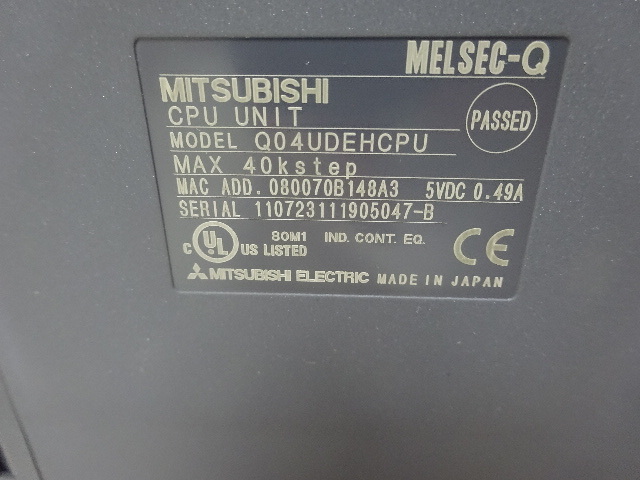 MELSEC-Q
MITSUBISHI
CPU UNIT
PASSED
MODEL Q04UDEHCPU
MAX 40kstep
MAC ADD. 080070B148A3 5VDC 0.49A
SERIAL 110723111905047-B
C UL US LISTED 80M1 IND. CONT. EQ. CE
MITSUBISHI ELECTRIC MADE IN JAPAN